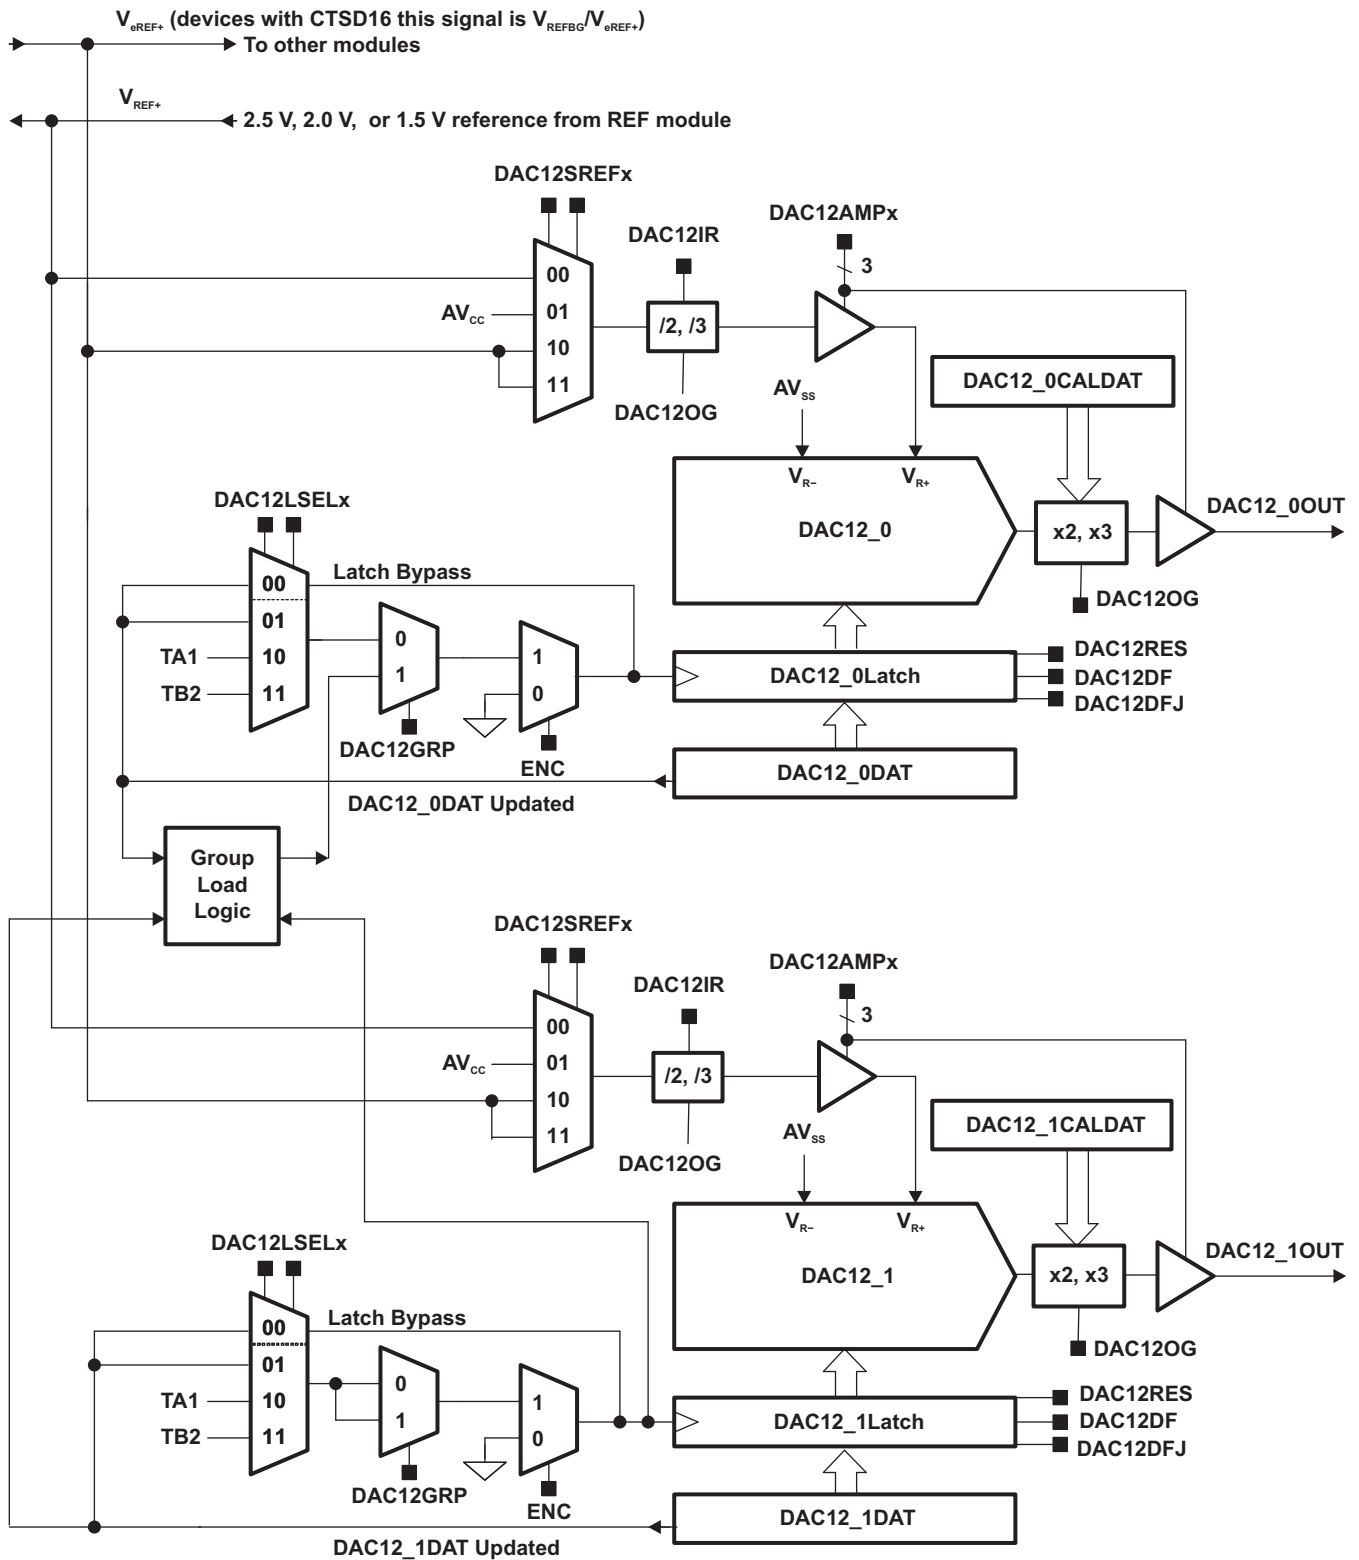 VeREF+ (devices with CTSD16 this signal is VREFBG/VeREF+)
To other modules
VREF+
2.5 V, 2.0 V, or 1.5 V reference from REF module
DAC12SREFx
DAC12AMPx
DAC12IR
3
00
AVCC
01
/2, /3
10
11
DAC12OG
AVSS
DAC12_0CALDAT
VR−
VR+
DAC12LSELx
DAC12_0
x2, x3
DAC12_0OUT
Latch Bypass
00
01
TA1
10
TB2
11
0
1
1
0
DAC12OG
DAC12_0Latch
DAC12RES
DAC12DF
DAC12DFJ
DAC12GRP
ENC
DAC12_0DAT
DAC12_0DAT Updated
Group
Load
Logic
DAC12SREFx
DAC12AMPx
DAC12IR
3
00
AVCC
01
/2, /3
10
11
DAC12OG
AVSS
DAC12_1CALDAT
VR−
VR+
DAC12LSELx
DAC12_1
x2, x3
DAC12_1OUT
Latch Bypass
00
01
TA1
10
TB2
11
0
1
1
0
DAC12OG
DAC12_1Latch
DAC12RES
DAC12DF
DAC12DFJ
DAC12GRP
ENC
DAC12_1DAT
DAC12_1DAT Updated